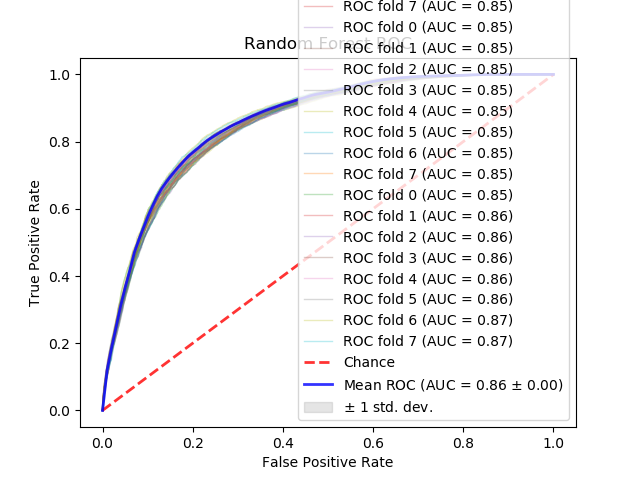 ROC fold 7 (AUC = 0.85)
ROC fold 0 (AUC = 0.85)
Random Forest ROC
ROC fold 1 (AUC = 0.85)
ROC fold 2 (AUC = 0.85)
ROC fold 3 (AUC = 0.85)
ROC fold 4 (AUC = 0.85)
ROC fold 5 (AUC = 0.85)
ROC fold 6 (AUC = 0.85)
ROC fold 7 (AUC = 0.85)
ROC fold 0 (AUC = 0.85)
ROC fold 1 (AUC = 0.86)
ROC fold 2 (AUC = 0.86)
ROC fold 3 (AUC = 0.86)
ROC fold 4 (AUC = 0.86)
ROC fold 5 (AUC = 0.86)
ROC fold 6 (AUC = 0.87)
ROC fold 7 (AUC = 0.87)
Chance
Mean ROC (AUC = 0.86 ± 0.00)
± 1 std. dev.
True Positive Rate
1.0
0.8
0.6
0.4
0.2
0.0
0.0 0.2 0.4 0.6 0.8 1.0
False Positive Rate